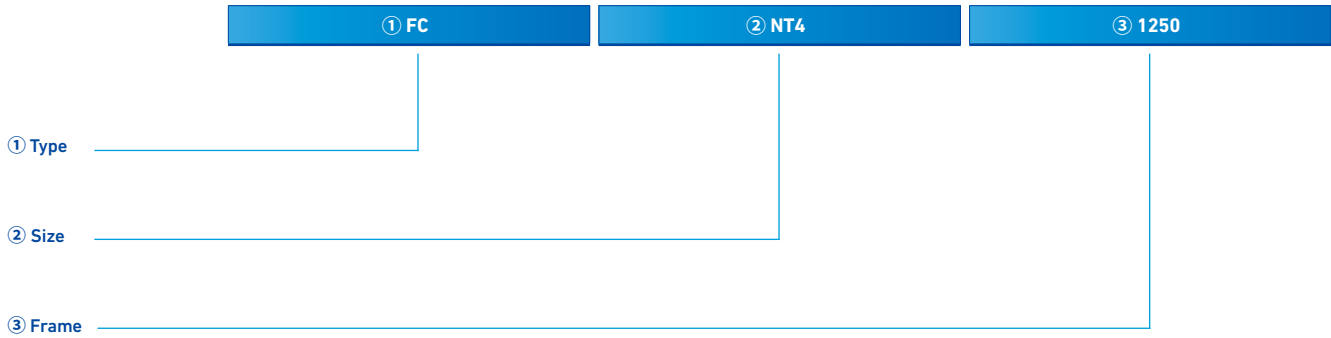 ① FC
② NT4
③ 1250
① Type
② Size
③ Frame